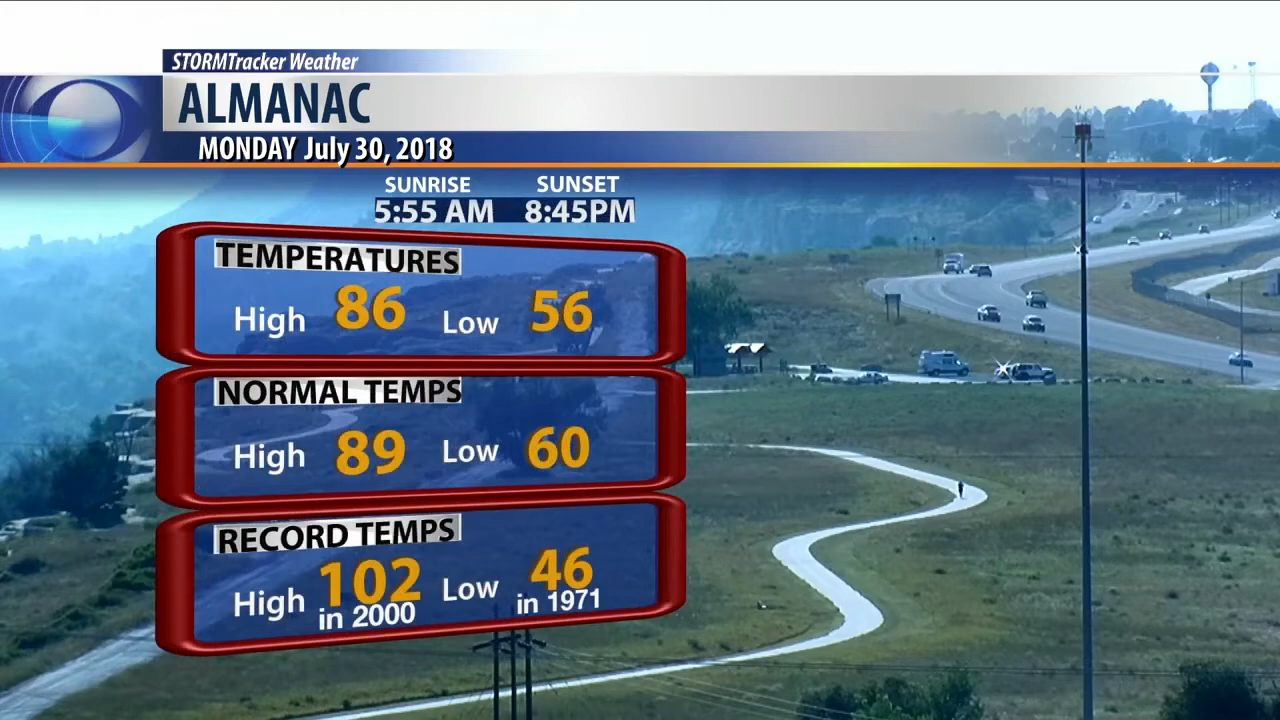 STORMTracker Weather
ALMANAC
MONDAY July 30, 2018
SUNRISE SUNSET
5:55 AM 8:45PM
TEMPERATURES
High 86 Low 56
NORMAL TEMPS
High 89 Low 60
RECORD TEMPS
High 102 Low 46
in 2000 in 1971